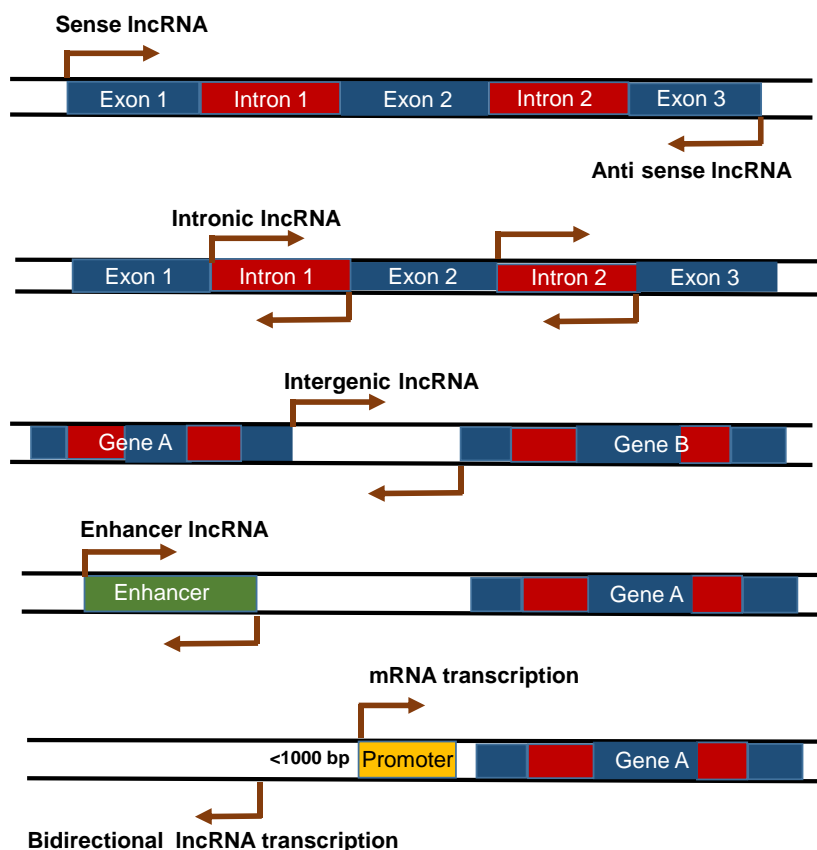 Sense lncRNA
Exon 1 Intron 1 Exon 2 Intron 2 Exon 3
Anti sense lncRNA
Intronic lncRNA
Exon 1 Intron 1 Exon 2 Intron 2 Exon 3
Intergenic lncRNA
Gene A Gene B
Enhancer lncRNA
Enhancer Gene A
mRNA transcription
<1000 bp Promoter Gene A
Bidirectional lncRNA transcription